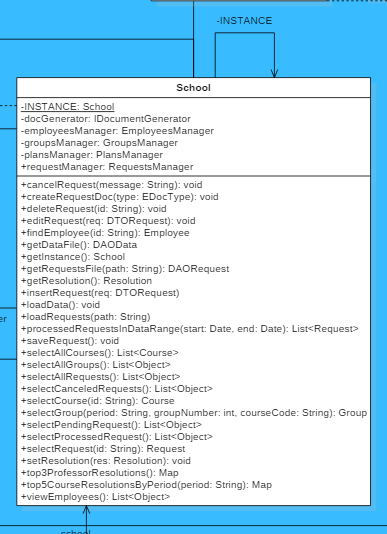 -INSTANCE
School
-INSTANCE: School
-docGenerator: IDocumentGenerator
-employeesManager: EmployeesManager
-groupsManager: GroupsManager
-plansManager: PlansManager
+requestManager: RequestsManager
+cancelRequest(message: String): void
+createRequestDoc(type: EDocType): void
+deleteRequest(id: String): void
+editRequest(req: DTORequest): void
+findEmployee(id: String): Employee
+getDataFile(): DAOData
+getInstance(): School
+getRequestsFile(path: String): DAORequest
+getResolution(): Resolution
+insertRequest(req: DTORequest)
+loadData(): void
+loadRequests(path: String)
+processedRequestsInDataRange(start: Date, end: Date): List<Request>
+saveRequest(): void
+selectAllCourses(): List<Course>
+selectAllGroups(): List<Object>
+selectAllRequests(): List<Object>
+selectCanceledRequests(): List<Object>
+selectCourse(id: String): Course
+selectGroup(period: String, groupNumber: int, courseCode: String): Group
+selectPendingRequest(): List<Object>
+selectProcessedRequest(): List<Object>
+selectRequest(id: String): Request
+setResolution(res: Resolution): void
+top3ProfessorResolutions(): Map
+top5CourseResolutionsByPeriod(period: String): Map
+viewEmployees(): List<Object>